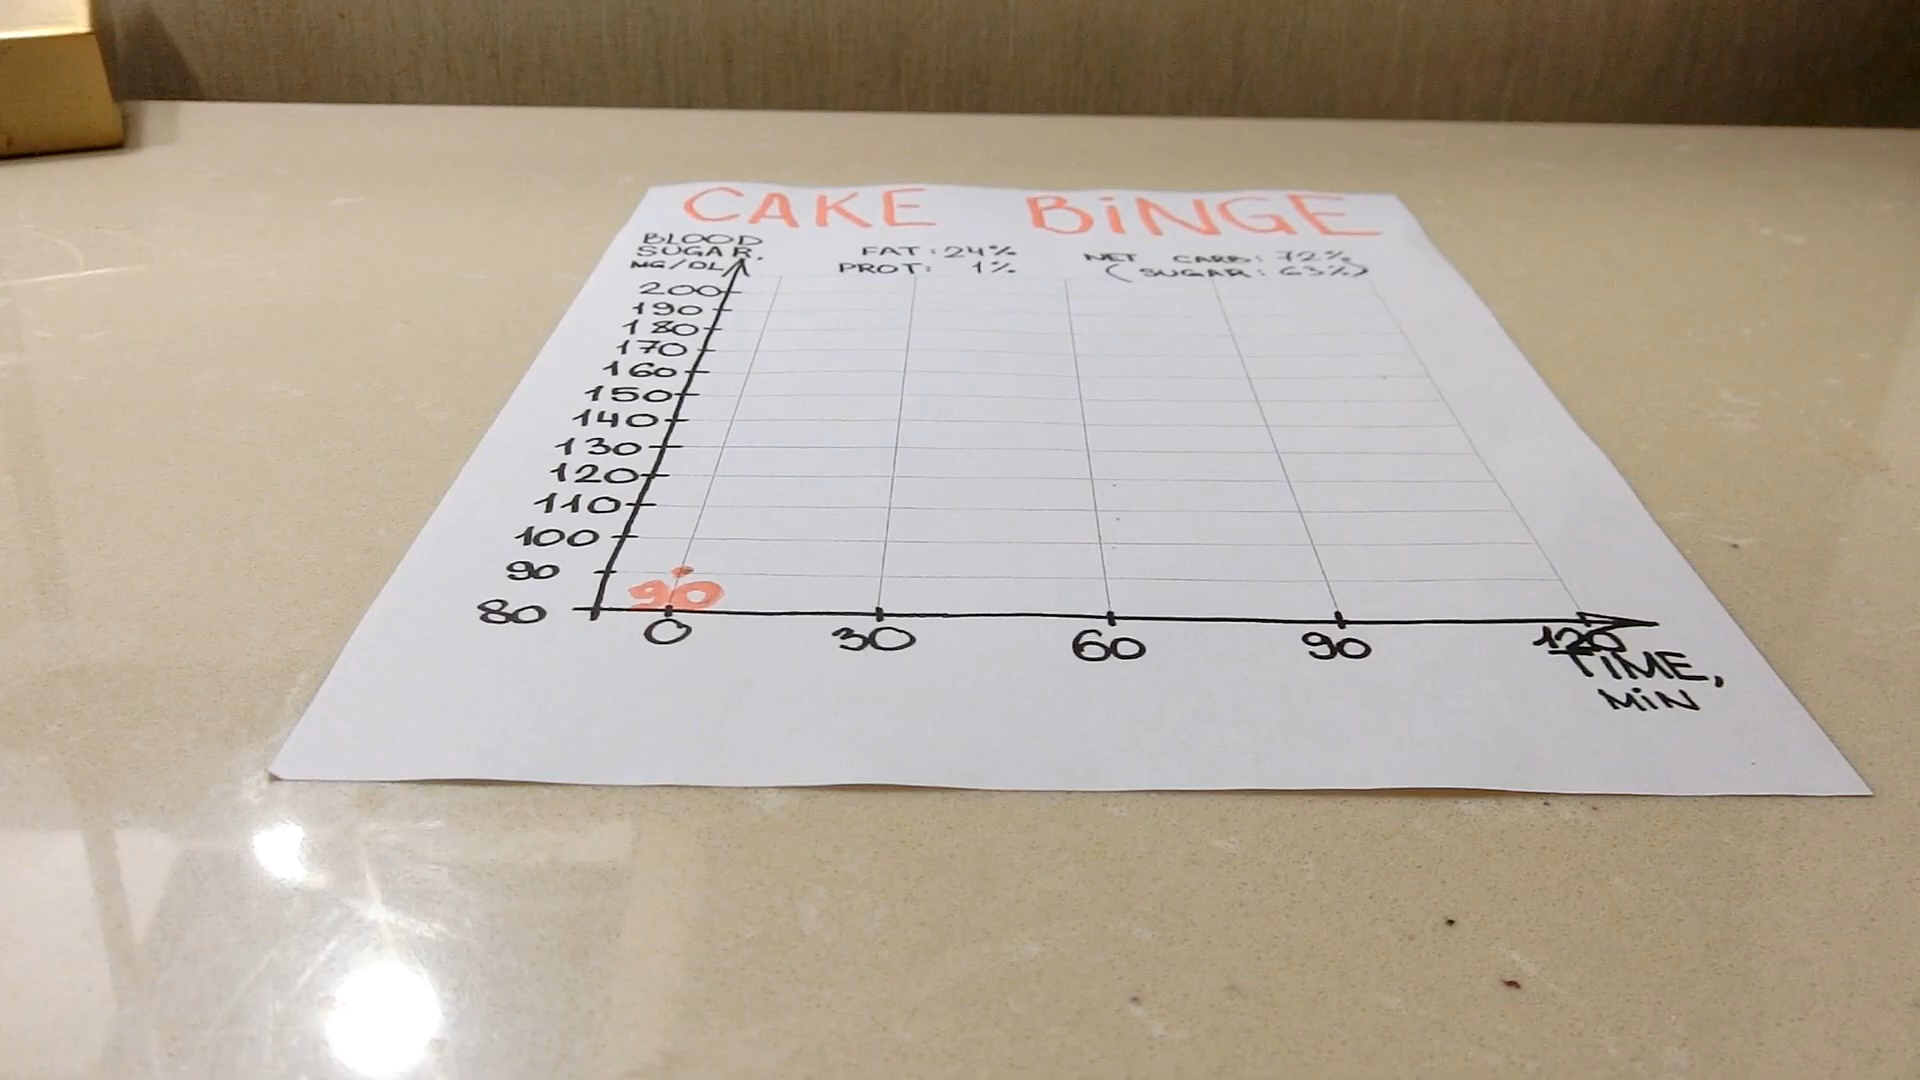 CAKE BiNGE
BLOOD
SUGAR,
MG/DL
FAT: 24%
PROT: 1%
NET CARB: 72%
(SUGAR: 63%)
200
190
180
170
160
150
140
130
120
110
100
90
80
90
0 30 60 90 120
TIME,
MiN